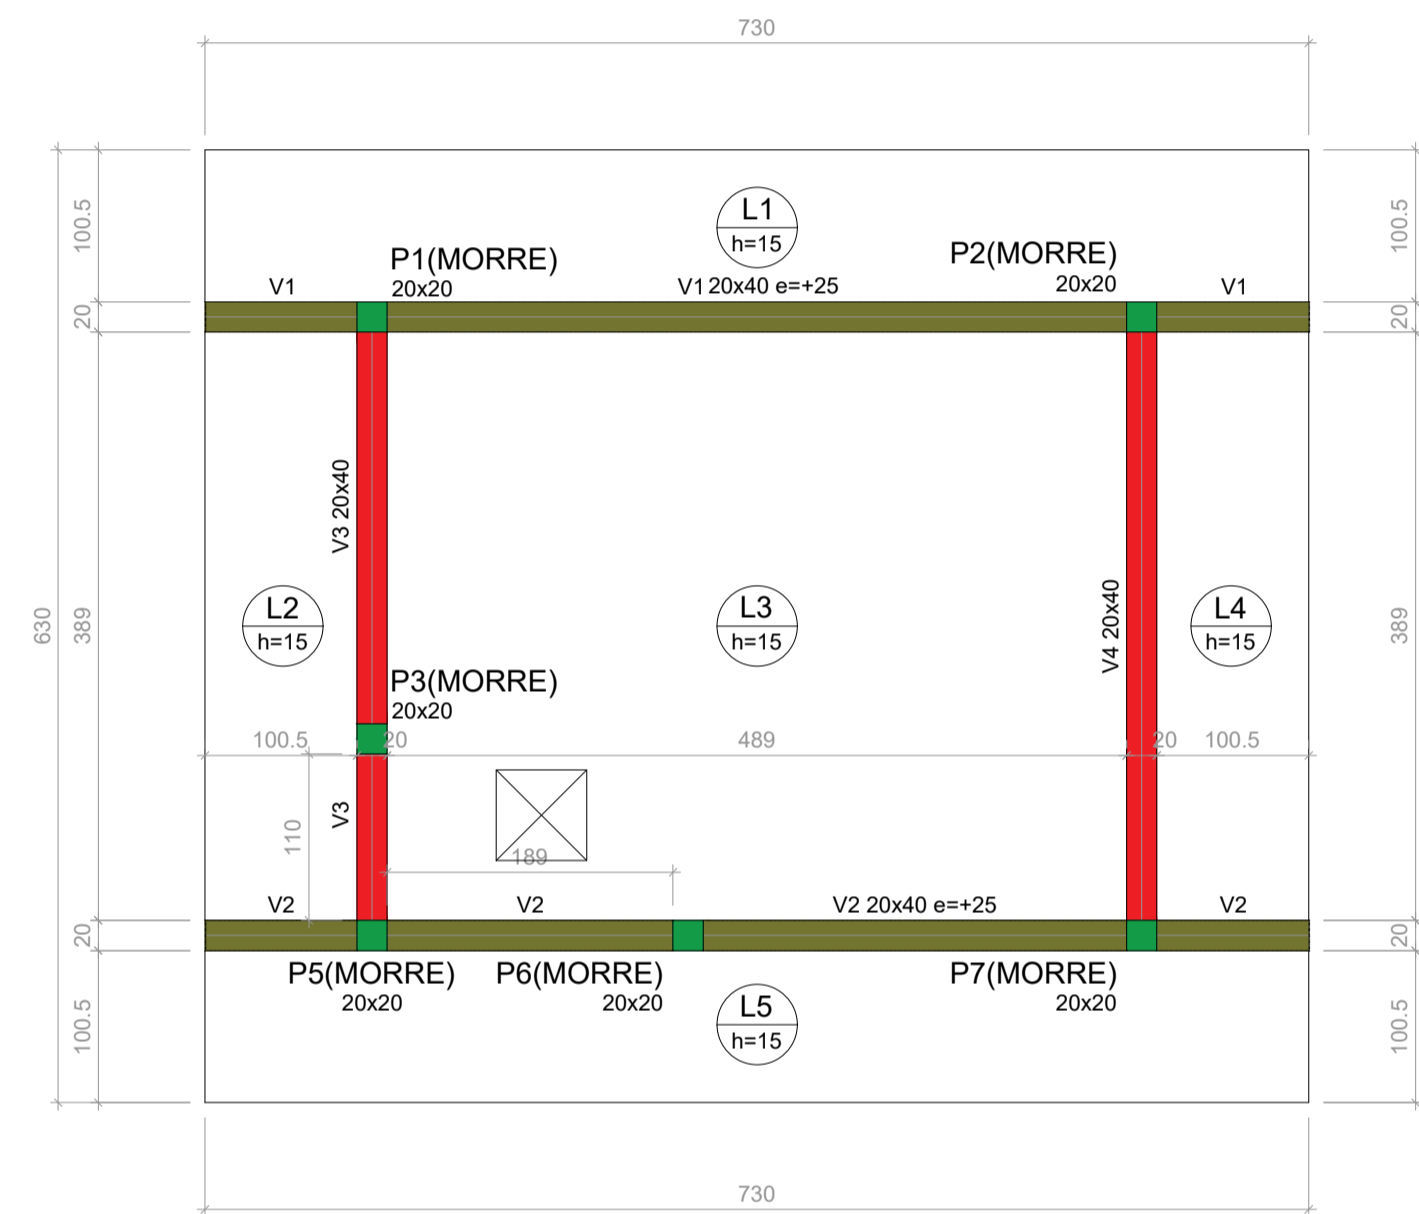 730
100.5
100.5
L1
h=15
P1(MORRE)
20x20
P2(MORRE)
20x20
V1
V1 20x40 e=+25
V1
20
20
V3 20x40
630
389
L2
h=15
L3
h=15
V4 20x40
L4
h=15
389
P3(MORRE)
20x20
100.5
20
489
20
100.5
110
V3
189
V2
V2
V2 20x40 e=+25
V2
20
20
P5(MORRE)
20x20
P6(MORRE)
20x20
P7(MORRE)
20x20
L5
h=15
100.5
100.5
730